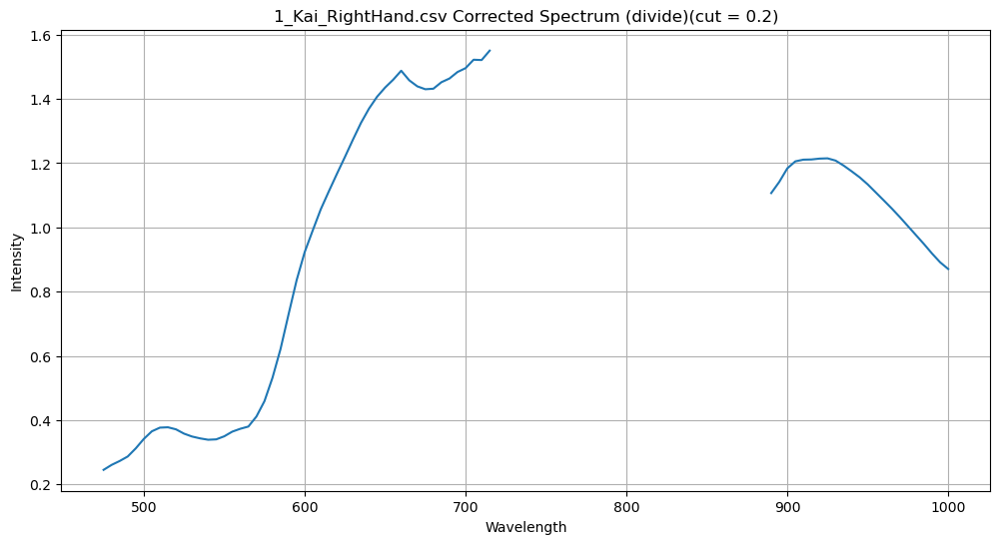 1_Kai_RightHand.csv Corrected Spectrum (divide)(cut = 0.2)
1.6
1.4
1.2
1.0
0.8
0.6
0.4
0.2
Intensity
500 600 700 800 900 1000
Wavelength